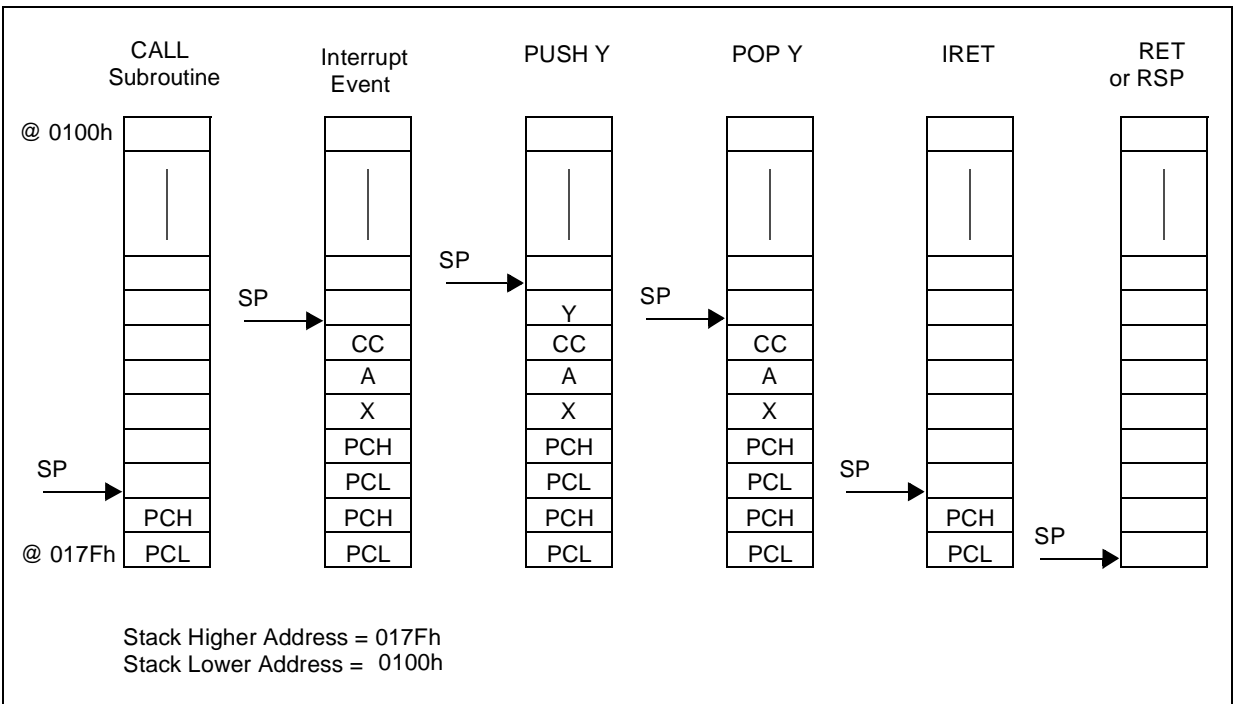 CALL
Subroutine
Interrupt
Event
PUSH Y
POP Y
IRET
RET
or RSP
@ 0100h
SP
SP
SP
Y
CC
CC
CC
A
A
A
X
X
X
PCH
PCH
PCH
SP
SP
PCL
PCL
PCL
PCH
PCH
PCH
PCH
PCH
SP
@ 017Fh
PCL
PCL
PCL
PCL
PCL
Stack Higher Address = 017Fh
Stack Lower Address = 0100h